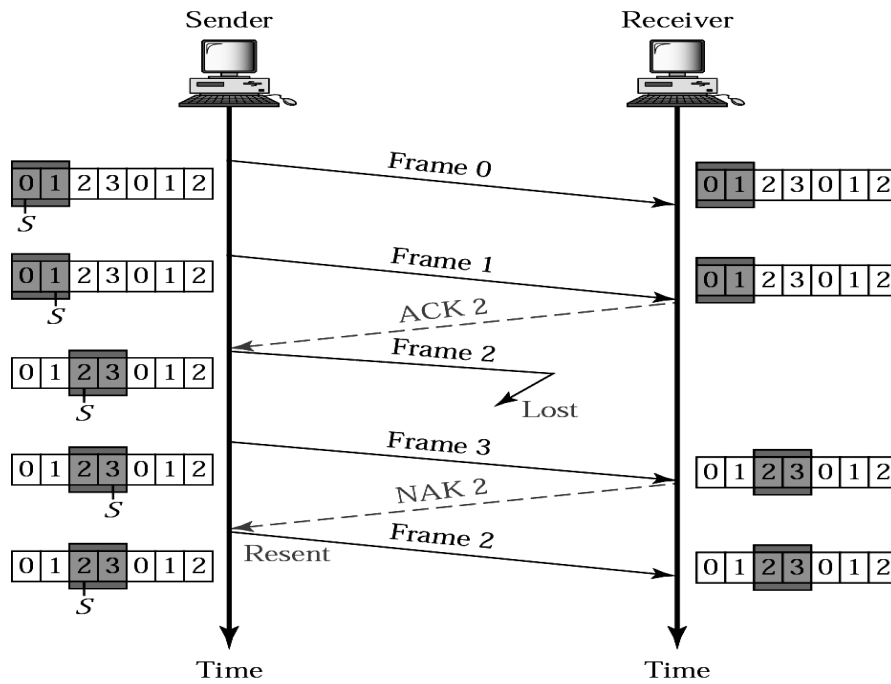 Sender
Receiver
0 1 2 3 0 1 2
Frame 0
0 1 2 3 0 1 2
S
0 1 2 3 0 1 2
Frame 1
0 1 2 3 0 1 2
S
ACK 2
0 1 2 3 0 1 2
Frame 2
S
Lost
0 1 2 3 0 1 2
Frame 3
0 1 2 3 0 1 2
S
NAK 2
0 1 2 3 0 1 2
Resent
Frame 2
0 1 2 3 0 1 2
S
Time
Time